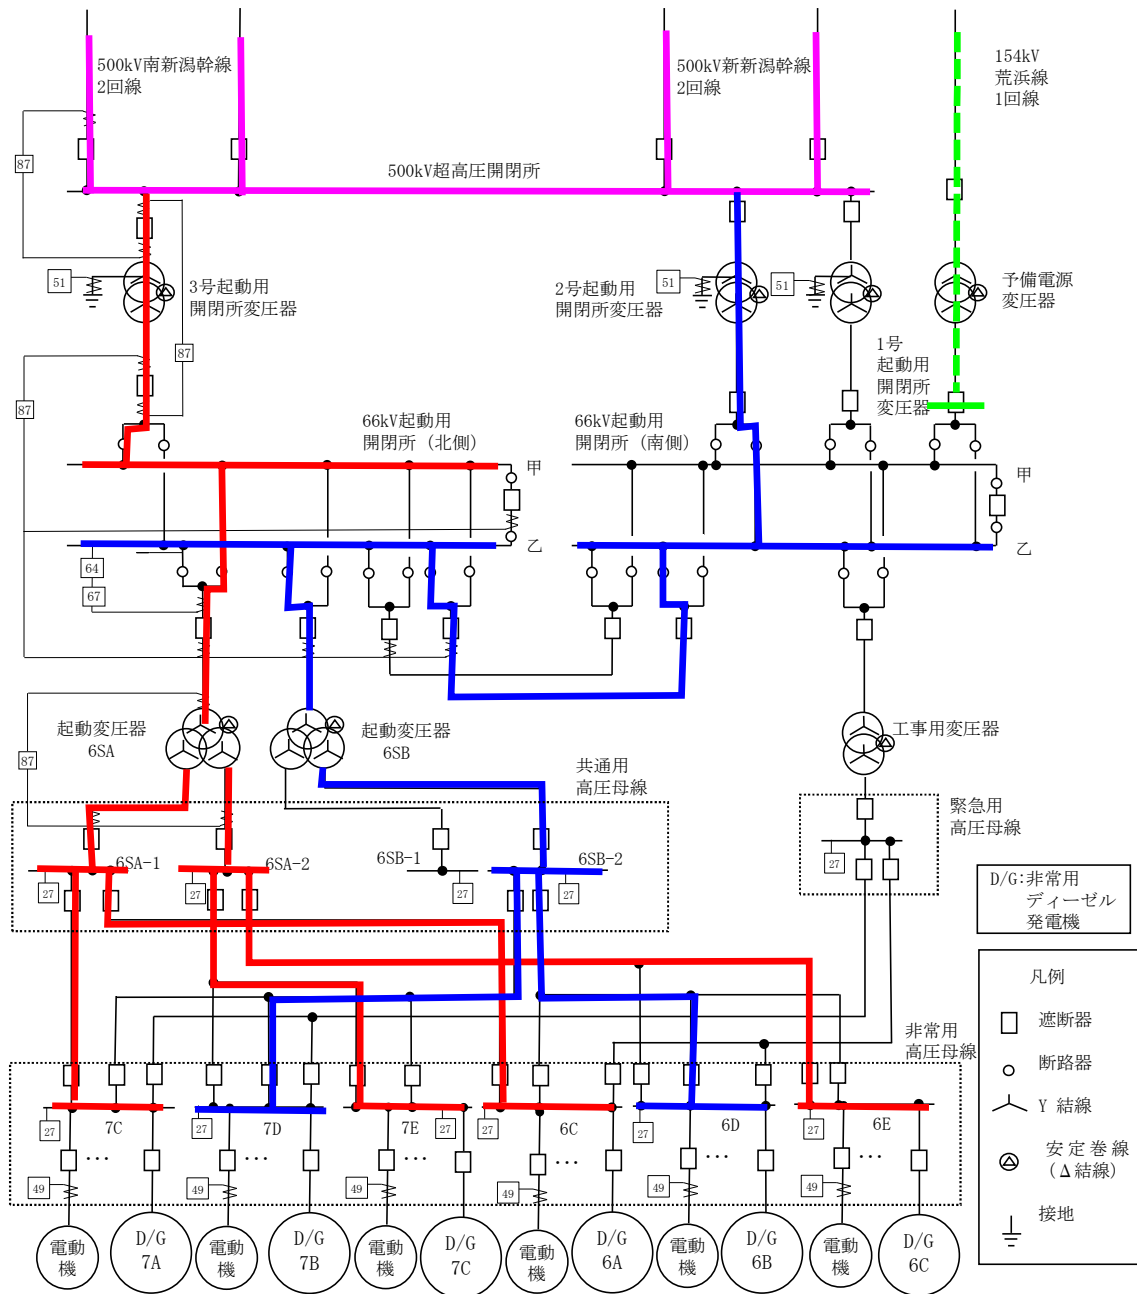 500kV南新潟幹線
2回線
500kV新新潟幹線
2回線
154kV
荒浜線
1回線
87
500kV超高圧開閉所
51
3号起動用
開閉所変圧器
51
2号起動用
開閉所変圧器
51
予備電源
変圧器
87
1号
起動用
開閉所
変圧器
87
66kV起動用
開閉所（北側）
66kV起動用
開閉所（南側）
甲
甲
乙
乙
64
67
起動変圧器
6SA
起動変圧器
6SB
工事用変圧器
87
共通用
高圧母線
緊急用
高圧母線
6SA-1
6SA-2
6SB-1
6SB-2
27
27
27
27
27
D/G:非常用
ディーゼル
発電機
凡例
遮断器
断路器
Y 結線
安定巻線
(Δ結線)
接地
非常用
高圧母線
27
7C
27
7D
7E
27
27
6C
27
6D
27
6E
･･･
･･･
･･･
･･･
･･･
･･･
49
49
49
49
49
49
電動
機
D/G
7A
電動
機
D/G
7B
電動
機
D/G
7C
電動
機
D/G
6A
電動
機
D/G
6B
電動
機
D/G
6C